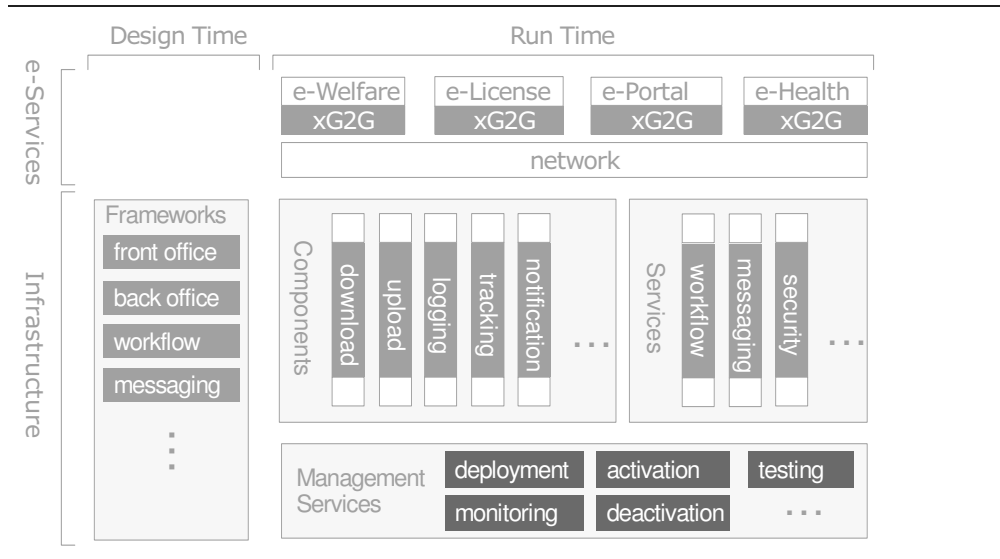 Design Time
Run Time
e-Services
e-Welfare
xG2G
e-License
xG2G
e-Portal
xG2G
e-Health
xG2G
network
Infrastructure
Frameworks
front office
back office
workflow
messaging
...
Components
download
upload
logging
tracking
notification
...
Services
workflow
messaging
security
...
Management
Services
deployment
activation
testing
monitoring
deactivation
...